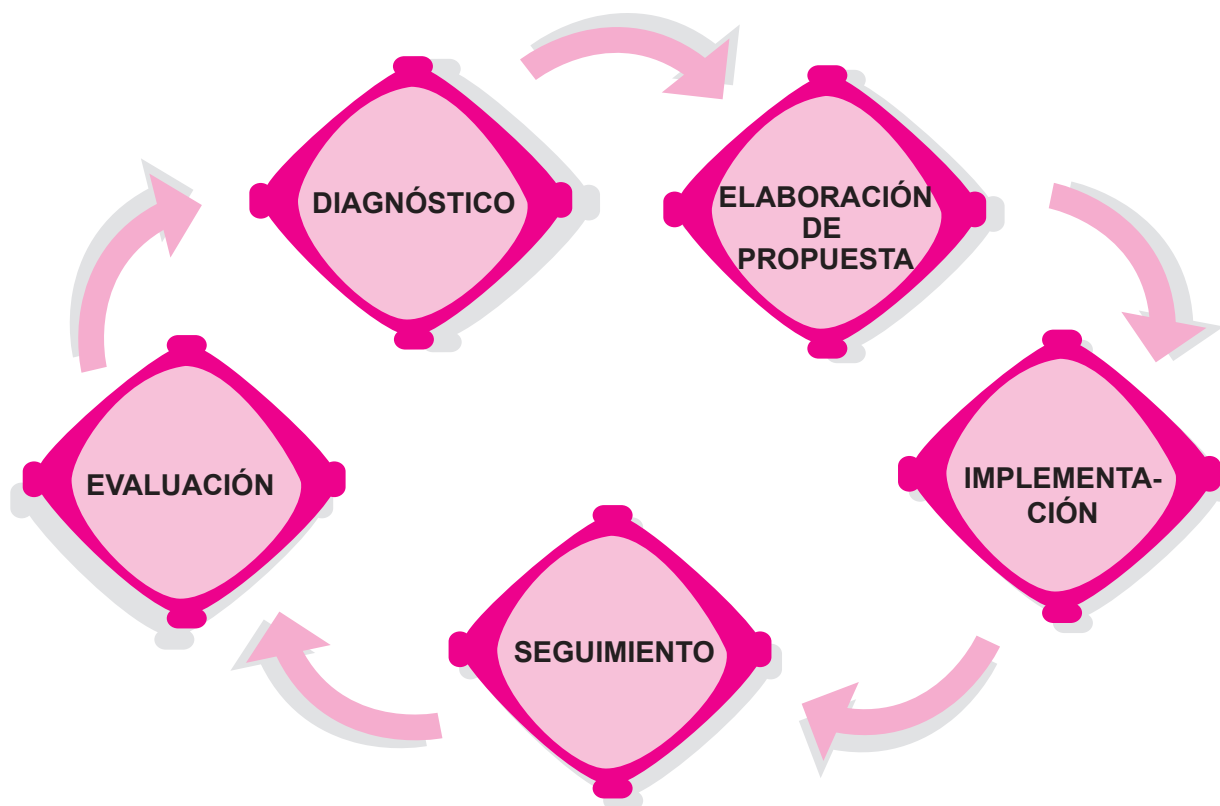 DIAGNÓSTICO
ELABORACIÓN
DE
PROPUESTA
IMPLEMENTA-
CIÓN
SEGUIMIENTO
EVALUACIÓN